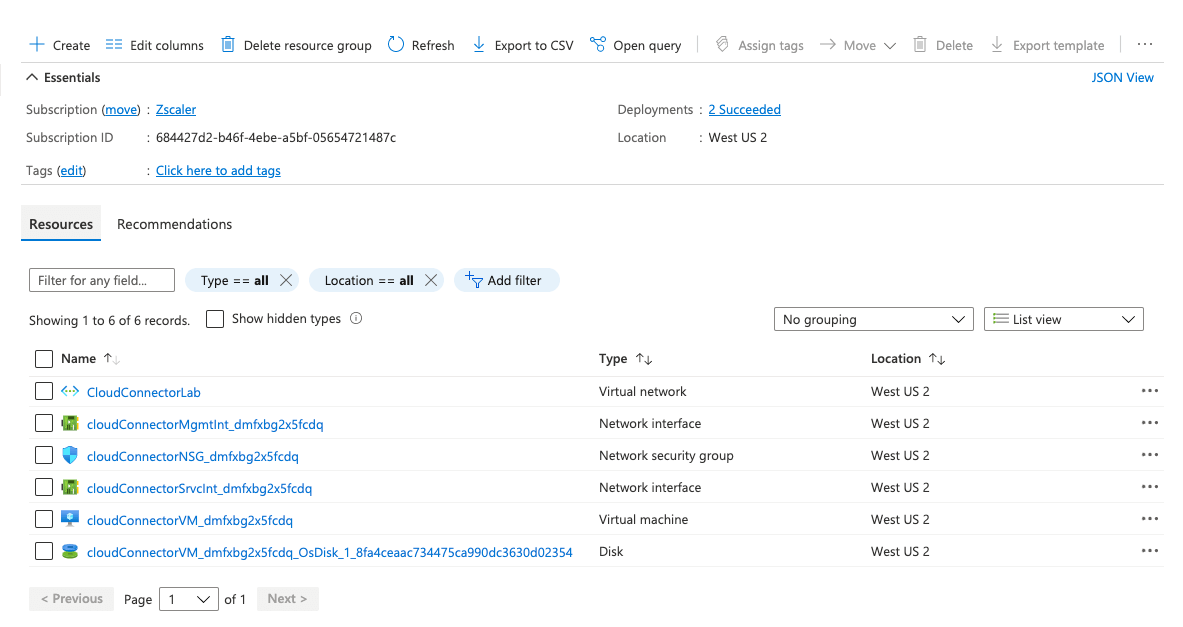 Create Edit columns Delete resource group Refresh Export to CSV Open query Assign tags Move Delete Export template ...
Essentials JSON View
Subscription (move) : Zscaler Deployments : 2 Succeeded
Subscription ID : 684427d2-b46f-4ebe-a5bf-05654721487c Location : West US 2
Tags (edit) : Click here to add tags
Resources Recommendations
Filter for any field... Type == all Location == all Add filter
Showing 1 to 6 of 6 records. Show hidden types No grouping List view
Name Type Location
CloudConnectorLab Virtual network West US 2 ...
cloudConnectorMgmtInt_dmfxbg2x5fcdq Network interface West US 2 ...
cloudConnectorNSG_dmfxbg2x5fcdq Network security group West US 2 ...
cloudConnectorSrvcInt_dmfxbg2x5fcdq Network interface West US 2 ...
cloudConnectorVM_dmfxbg2x5fcdq Virtual machine West US 2 ...
cloudConnectorVM_dmfxbg2x5fcdq_OsDisk_1_8fa4ceaac734475ca990dc3630d02354 Disk West US 2 ...
< Previous Page 1 of 1 Next >